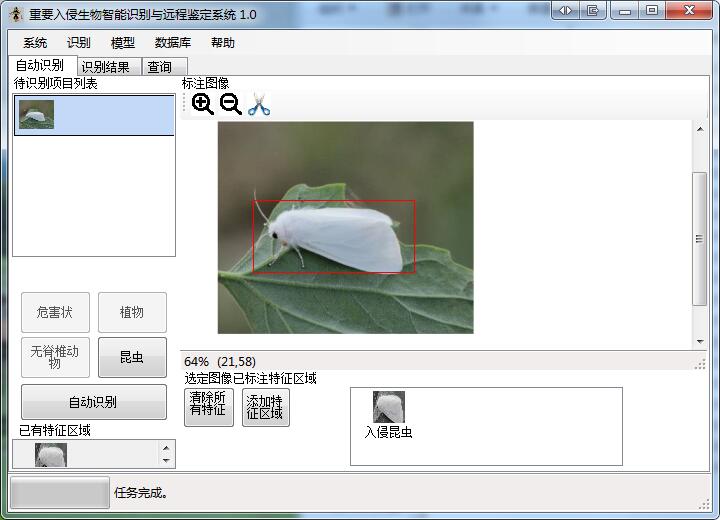 重要入侵生物智能识别与远程鉴定系统 1.0
系统 识别 模型 数据库 帮助
自动识别 识别结果 查询
待识别项目列表
标注图像
危害状 植物
无脊椎动
物
昆虫
自动识别
已有特征区域
64% (21,58)
选定图像已标注特征区域
清除所
有特征
添加特
征区域
入侵昆虫
任务完成。